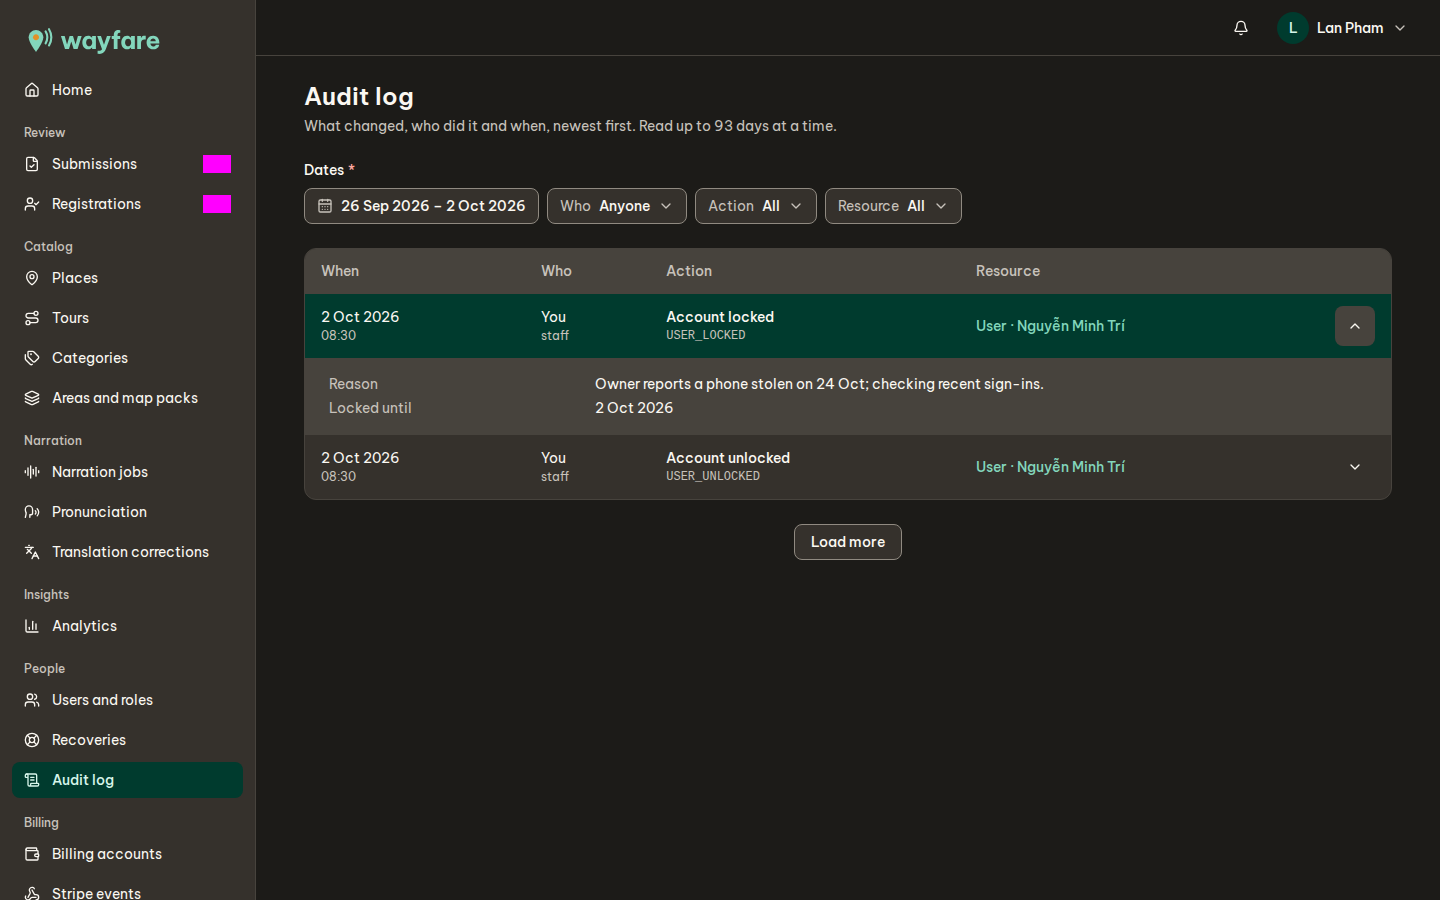 wayfare
L Lan Pham
Home
Review
Submissions
Registrations
Catalog
Places
Tours
Categories
Areas and map packs
Narration
Narration jobs
Pronunciation
Translation corrections
Insights
Analytics
People
Users and roles
Recoveries
Audit log
Billing
Billing accounts
Stripe events
Audit log
What changed, who did it and when, newest first. Read up to 93 days at a time.
Dates *
26 Sep 2026 – 2 Oct 2026 Who Anyone Action All Resource All
When Who Action Resource
2 Oct 2026 You Account locked User · Nguyễn Minh Trí
08:30 staff USER_LOCKED
Reason Owner reports a phone stolen on 24 Oct; checking recent sign-ins.
Locked until 2 Oct 2026
2 Oct 2026 You Account unlocked User · Nguyễn Minh Trí
08:30 staff USER_UNLOCKED
Load more